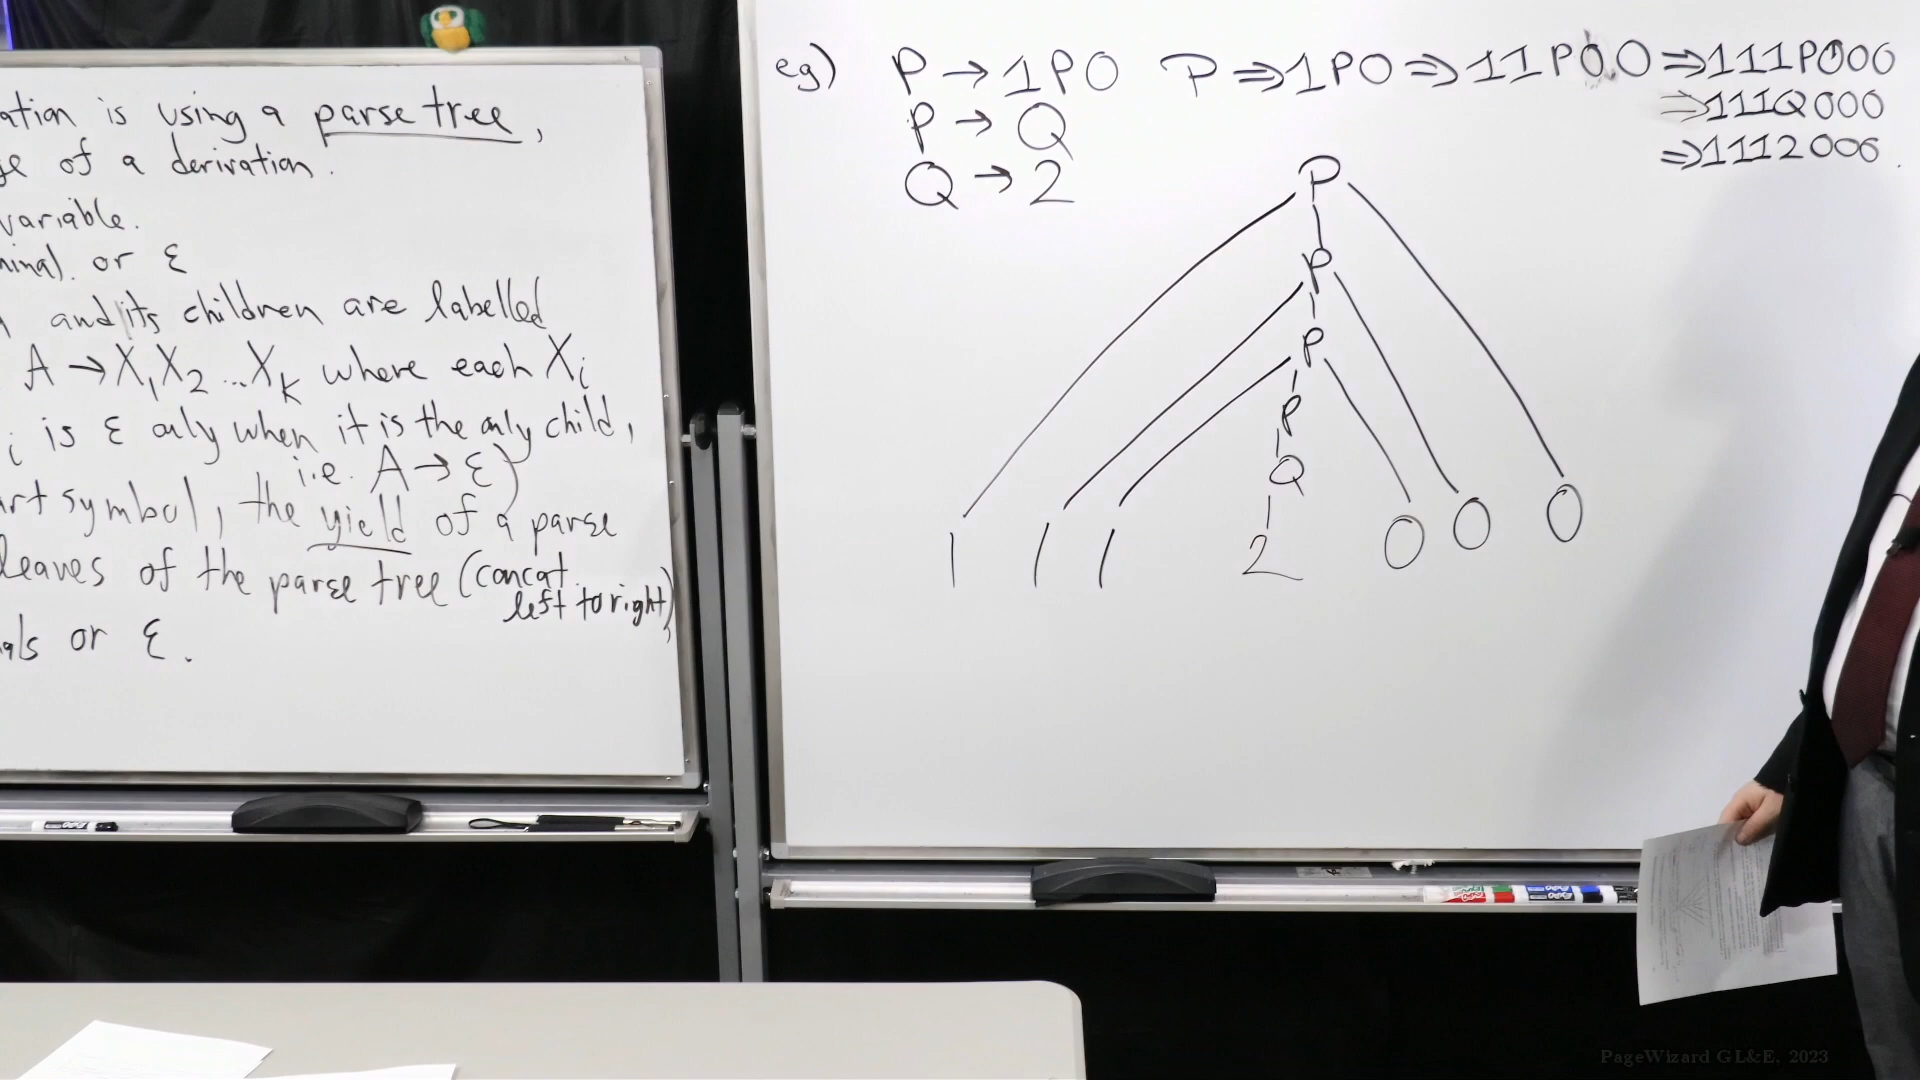 ation is using a parse tree,
ge of a derivation.
variable.
minal. or ε
and its children are labelled
A → X₁X₂ ... Xₖ where each Xᵢ
i is ε only when it is the only child,
i.e. A → ε)
art symbol, the yield of a parse
leaves of the parse tree (concat
left to right),
als or ε.
eg) P → 1P0 P ⇒ 1P0 ⇒ 11P00 ⇒ 111P000
P → Q ⇒ 111Q000
Q → 2 ⇒ 1112000.
P
P
P
P
Q
1 1 1 2 0 0 0
PageWizard GL&E, 2023